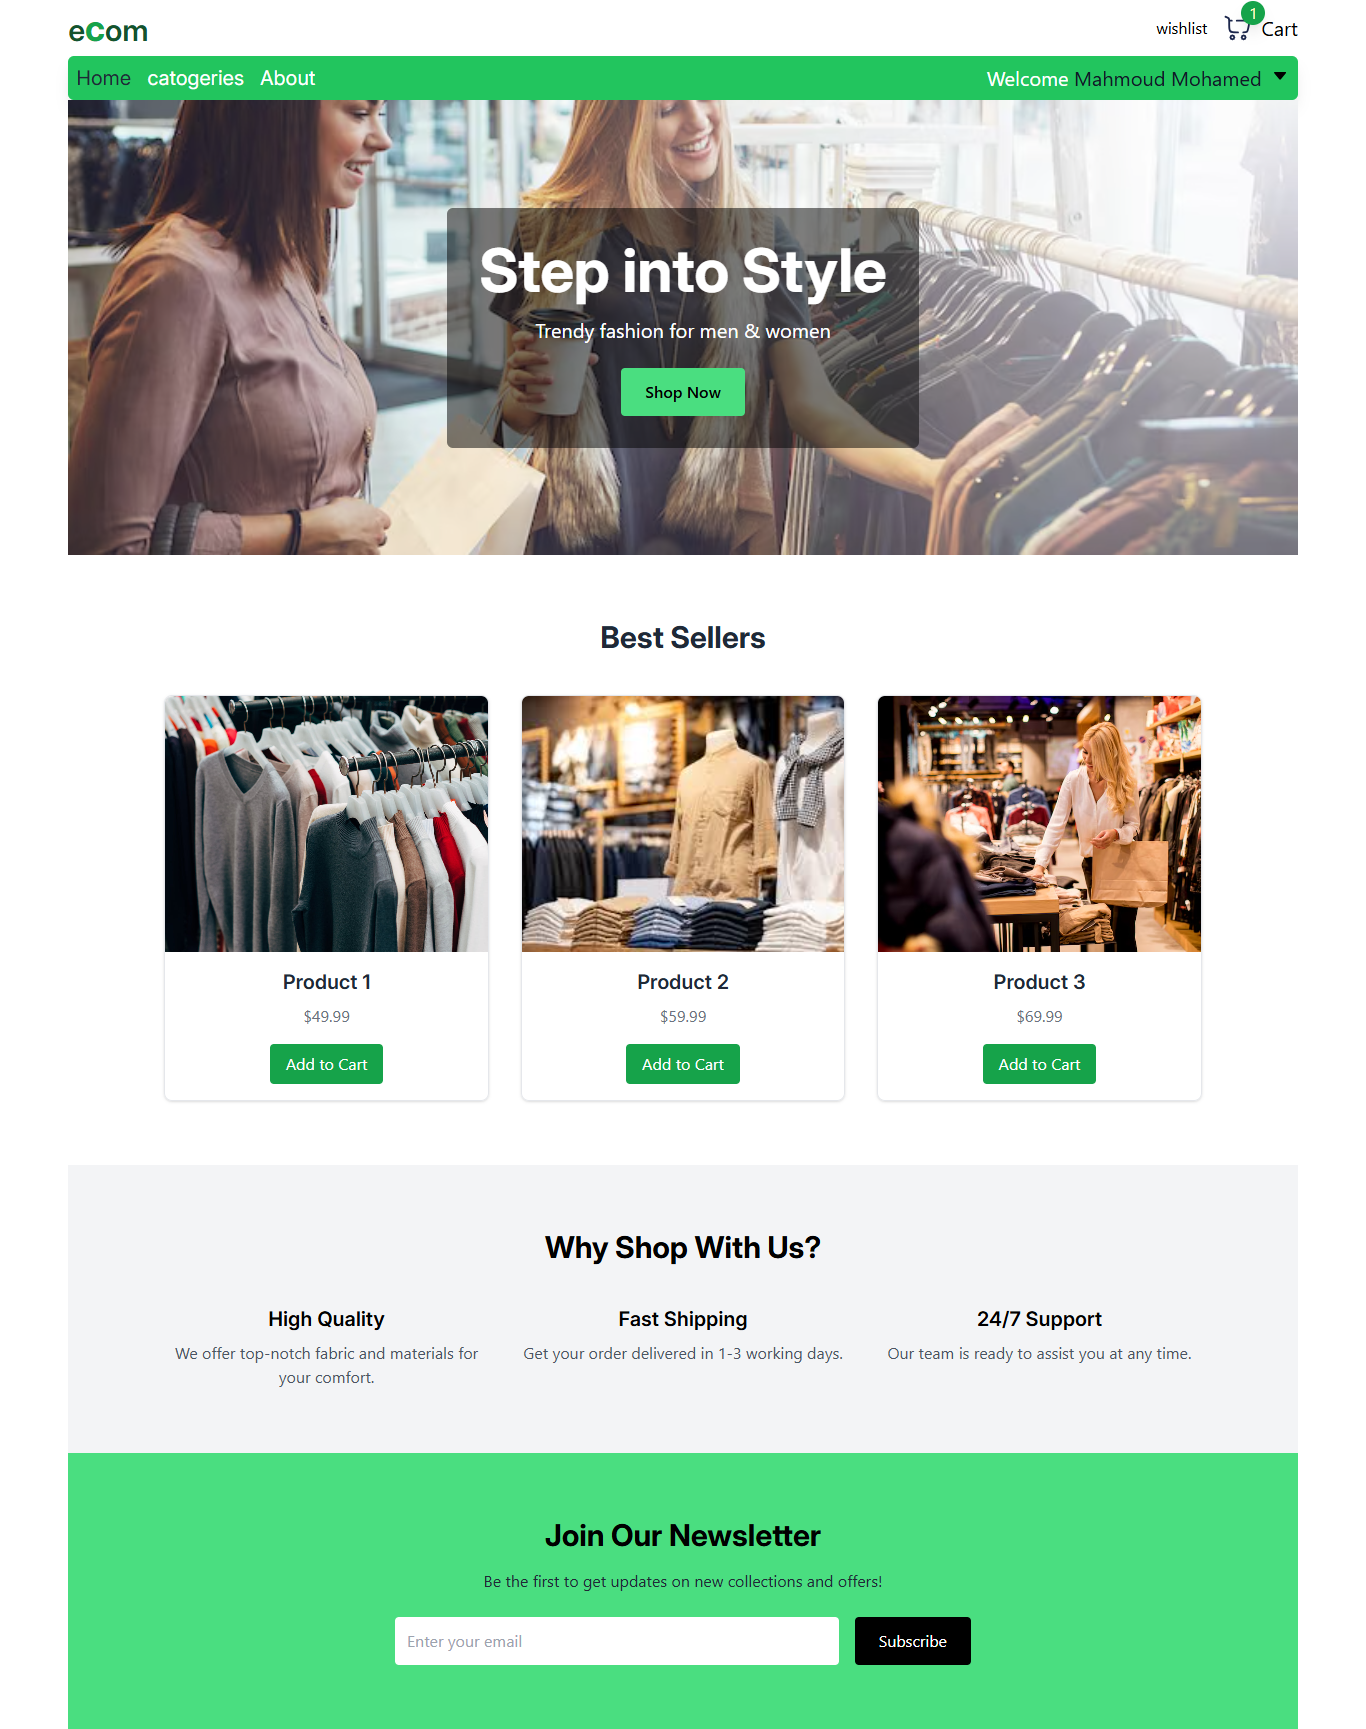 eCom
wishlist
1
Cart
Home
catogeries
About
Welcome Mahmoud Mohamed
Step into Style
Trendy fashion for men & women
Shop Now
Best Sellers
Product 1
$49.99
Add to Cart
Product 2
$59.99
Add to Cart
Product 3
$69.99
Add to Cart
Why Shop With Us?
High Quality
We offer top-notch fabric and materials for
your comfort.
Fast Shipping
Get your order delivered in 1-3 working days.
24/7 Support
Our team is ready to assist you at any time.
Join Our Newsletter
Be the first to get updates on new collections and offers!
Enter your email
Subscribe